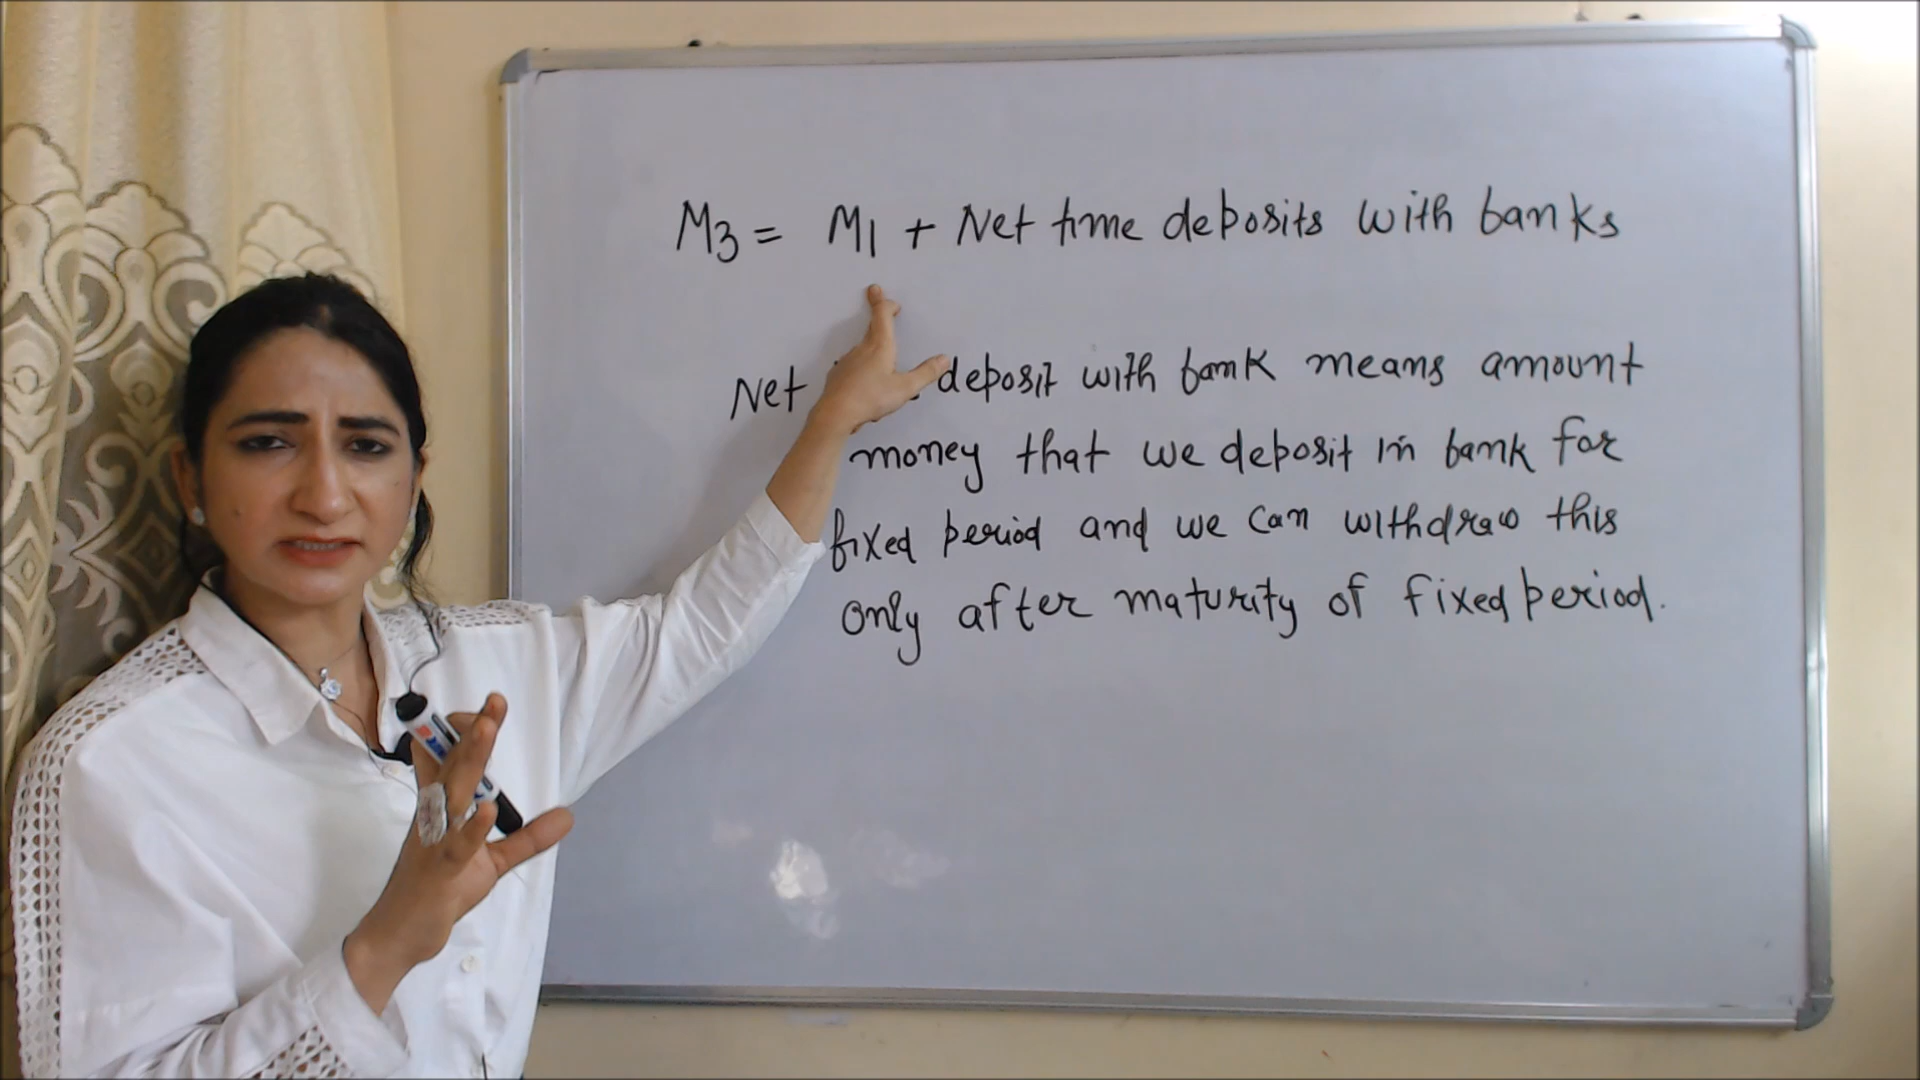 M3 = M1 + Net time deposits with banks
Net deposit with bank means amount
money that we deposit in bank for
fixed period and we can withdraw this
only after maturity of fixed period.